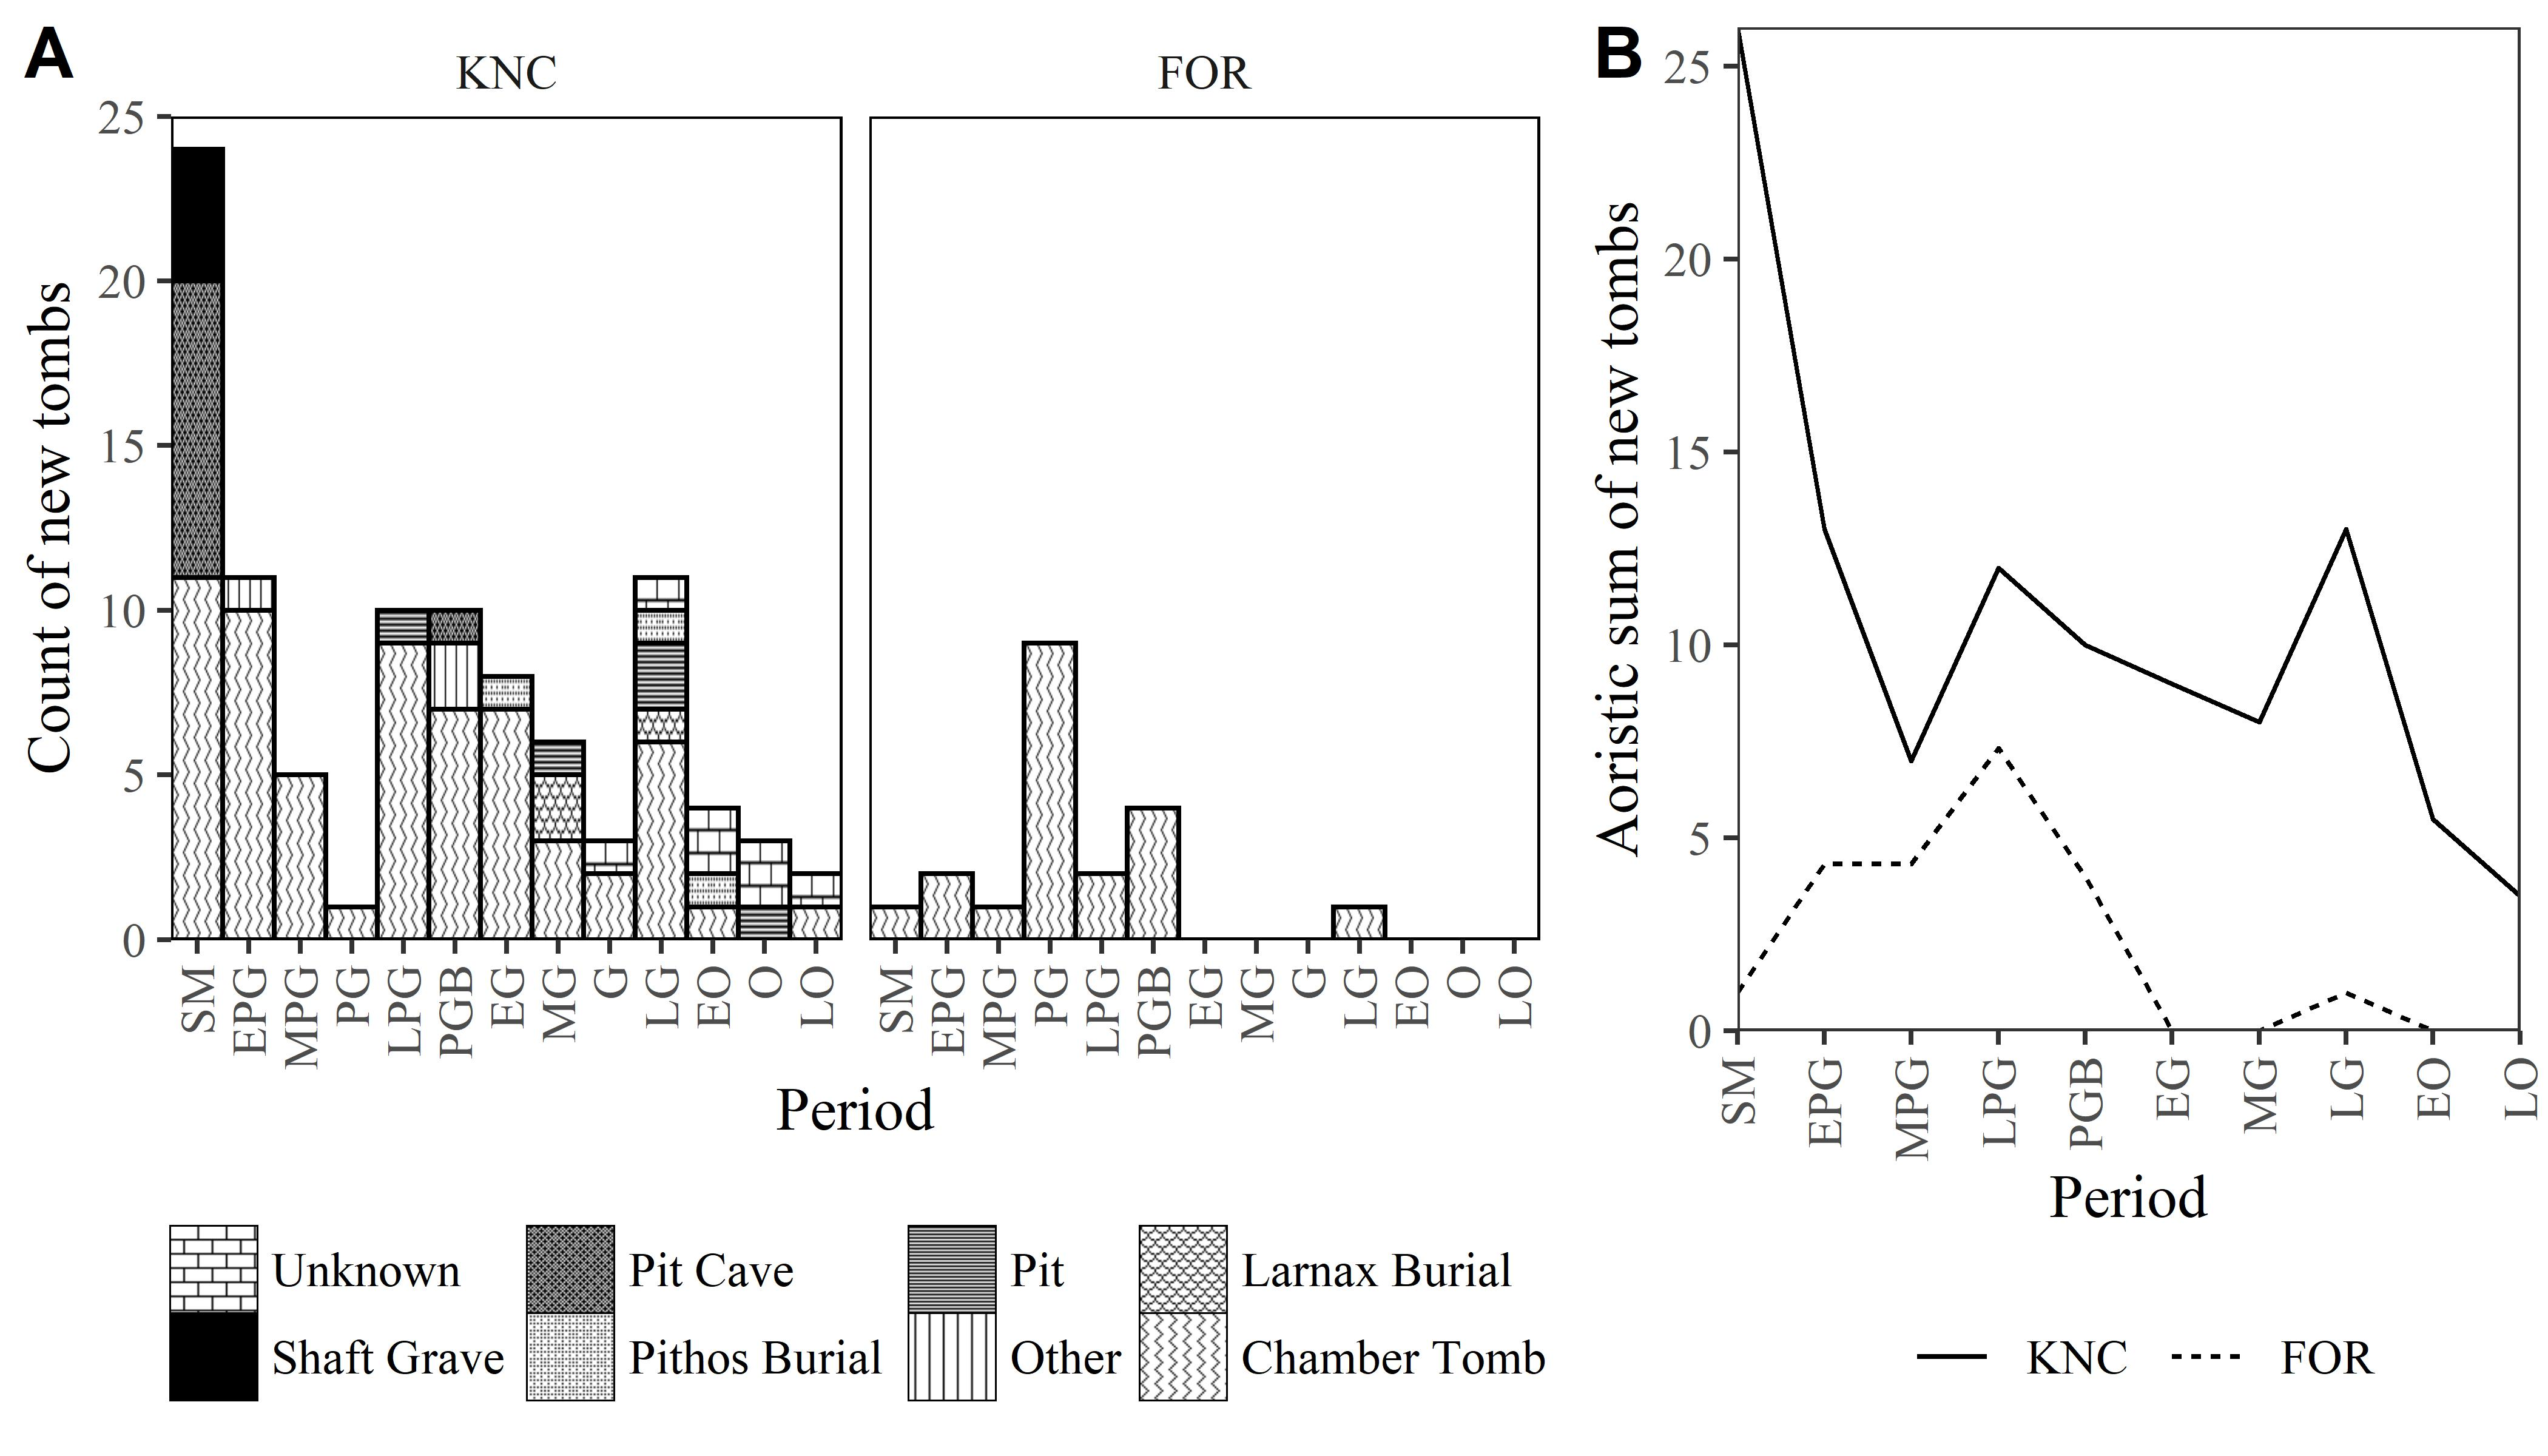 A
KNC
FOR
Count of new tombs
25
20
15
10
5
0
SM EPG MPG PG LPG PGB EG MG G LG EO O LO
SM EPG MPG PG LPG PGB EG MG G LG EO O LO
Period
Unknown
Pit Cave
Pit
Larnax Burial
Shaft Grave
Pithos Burial
Other
Chamber Tomb
B
Aoristic sum of new tombs
25
20
15
10
5
0
SM EPG MPG LPG PGB EG MG LG EO LO
Period
KNC
FOR